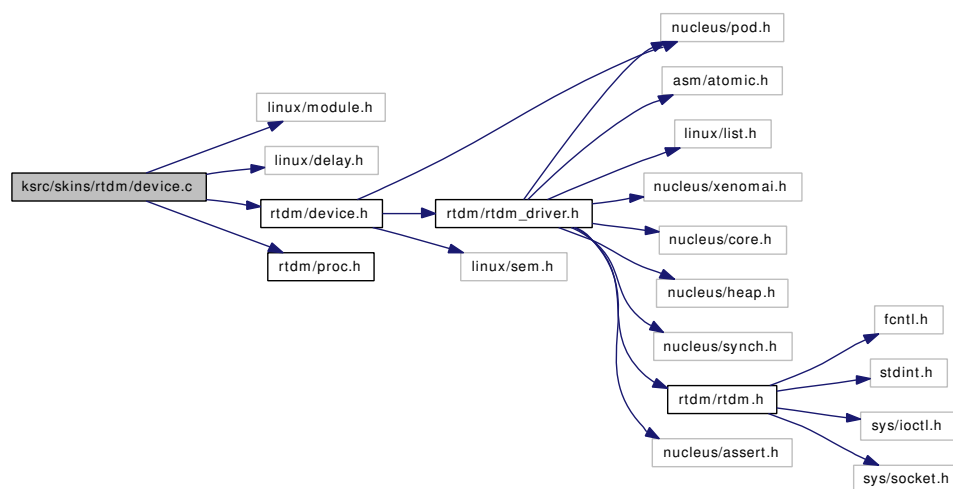 nucleus/pod.h
asm/atomic.h
linux/module.h
linux/list.h
linux/delay.h
ksrc/skins/rtdm/device.c
nucleus/xenomai.h
rtdm/device.h
rtdm/rtdm_driver.h
nucleus/core.h
rtdm/proc.h
linux/sem.h
nucleus/heap.h
fcntl.h
nucleus/synch.h
stdint.h
rtdm/rtdm.h
sys/ioctl.h
nucleus/assert.h
sys/socket.h